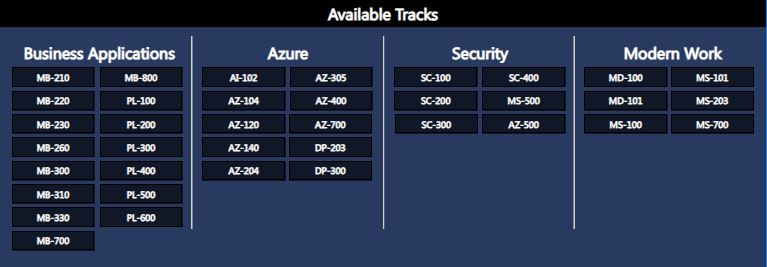 Available Tracks
Business Applications
MB-210 MB-800
MB-220 PL-100
MB-230 PL-200
MB-260 PL-300
MB-300 PL-400
MB-310 PL-500
MB-330 PL-600
MB-700
Azure
AI-102 AZ-305
AZ-104 AZ-400
AZ-120 AZ-700
AZ-140 DP-203
AZ-204 DP-300
Security
SC-100 SC-400
SC-200 MS-500
SC-300 AZ-500
Modern Work
MD-100 MS-101
MD-101 MS-203
MS-100 MS-700